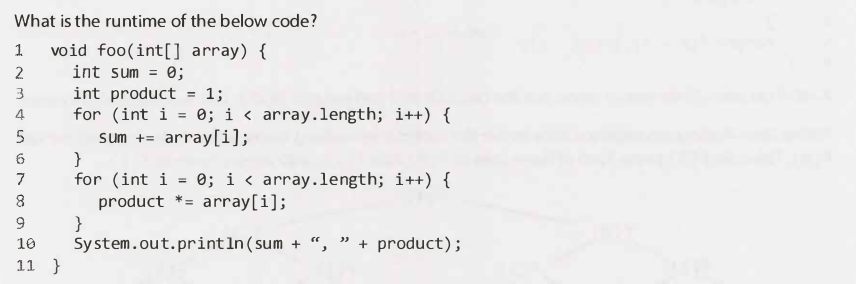 What is the runtime of the below code?
1 void foo(int[] array) {
2 int sum = 0;
3 int product = 1;
4 for (int i = 0; i < array.length; i++) {
5 sum += array[i];
6 }
7 for (int i = 0; i < array.length; i++) {
8 product *= array[i];
9 }
10 System.out.println(sum + “, ” + product);
11 }